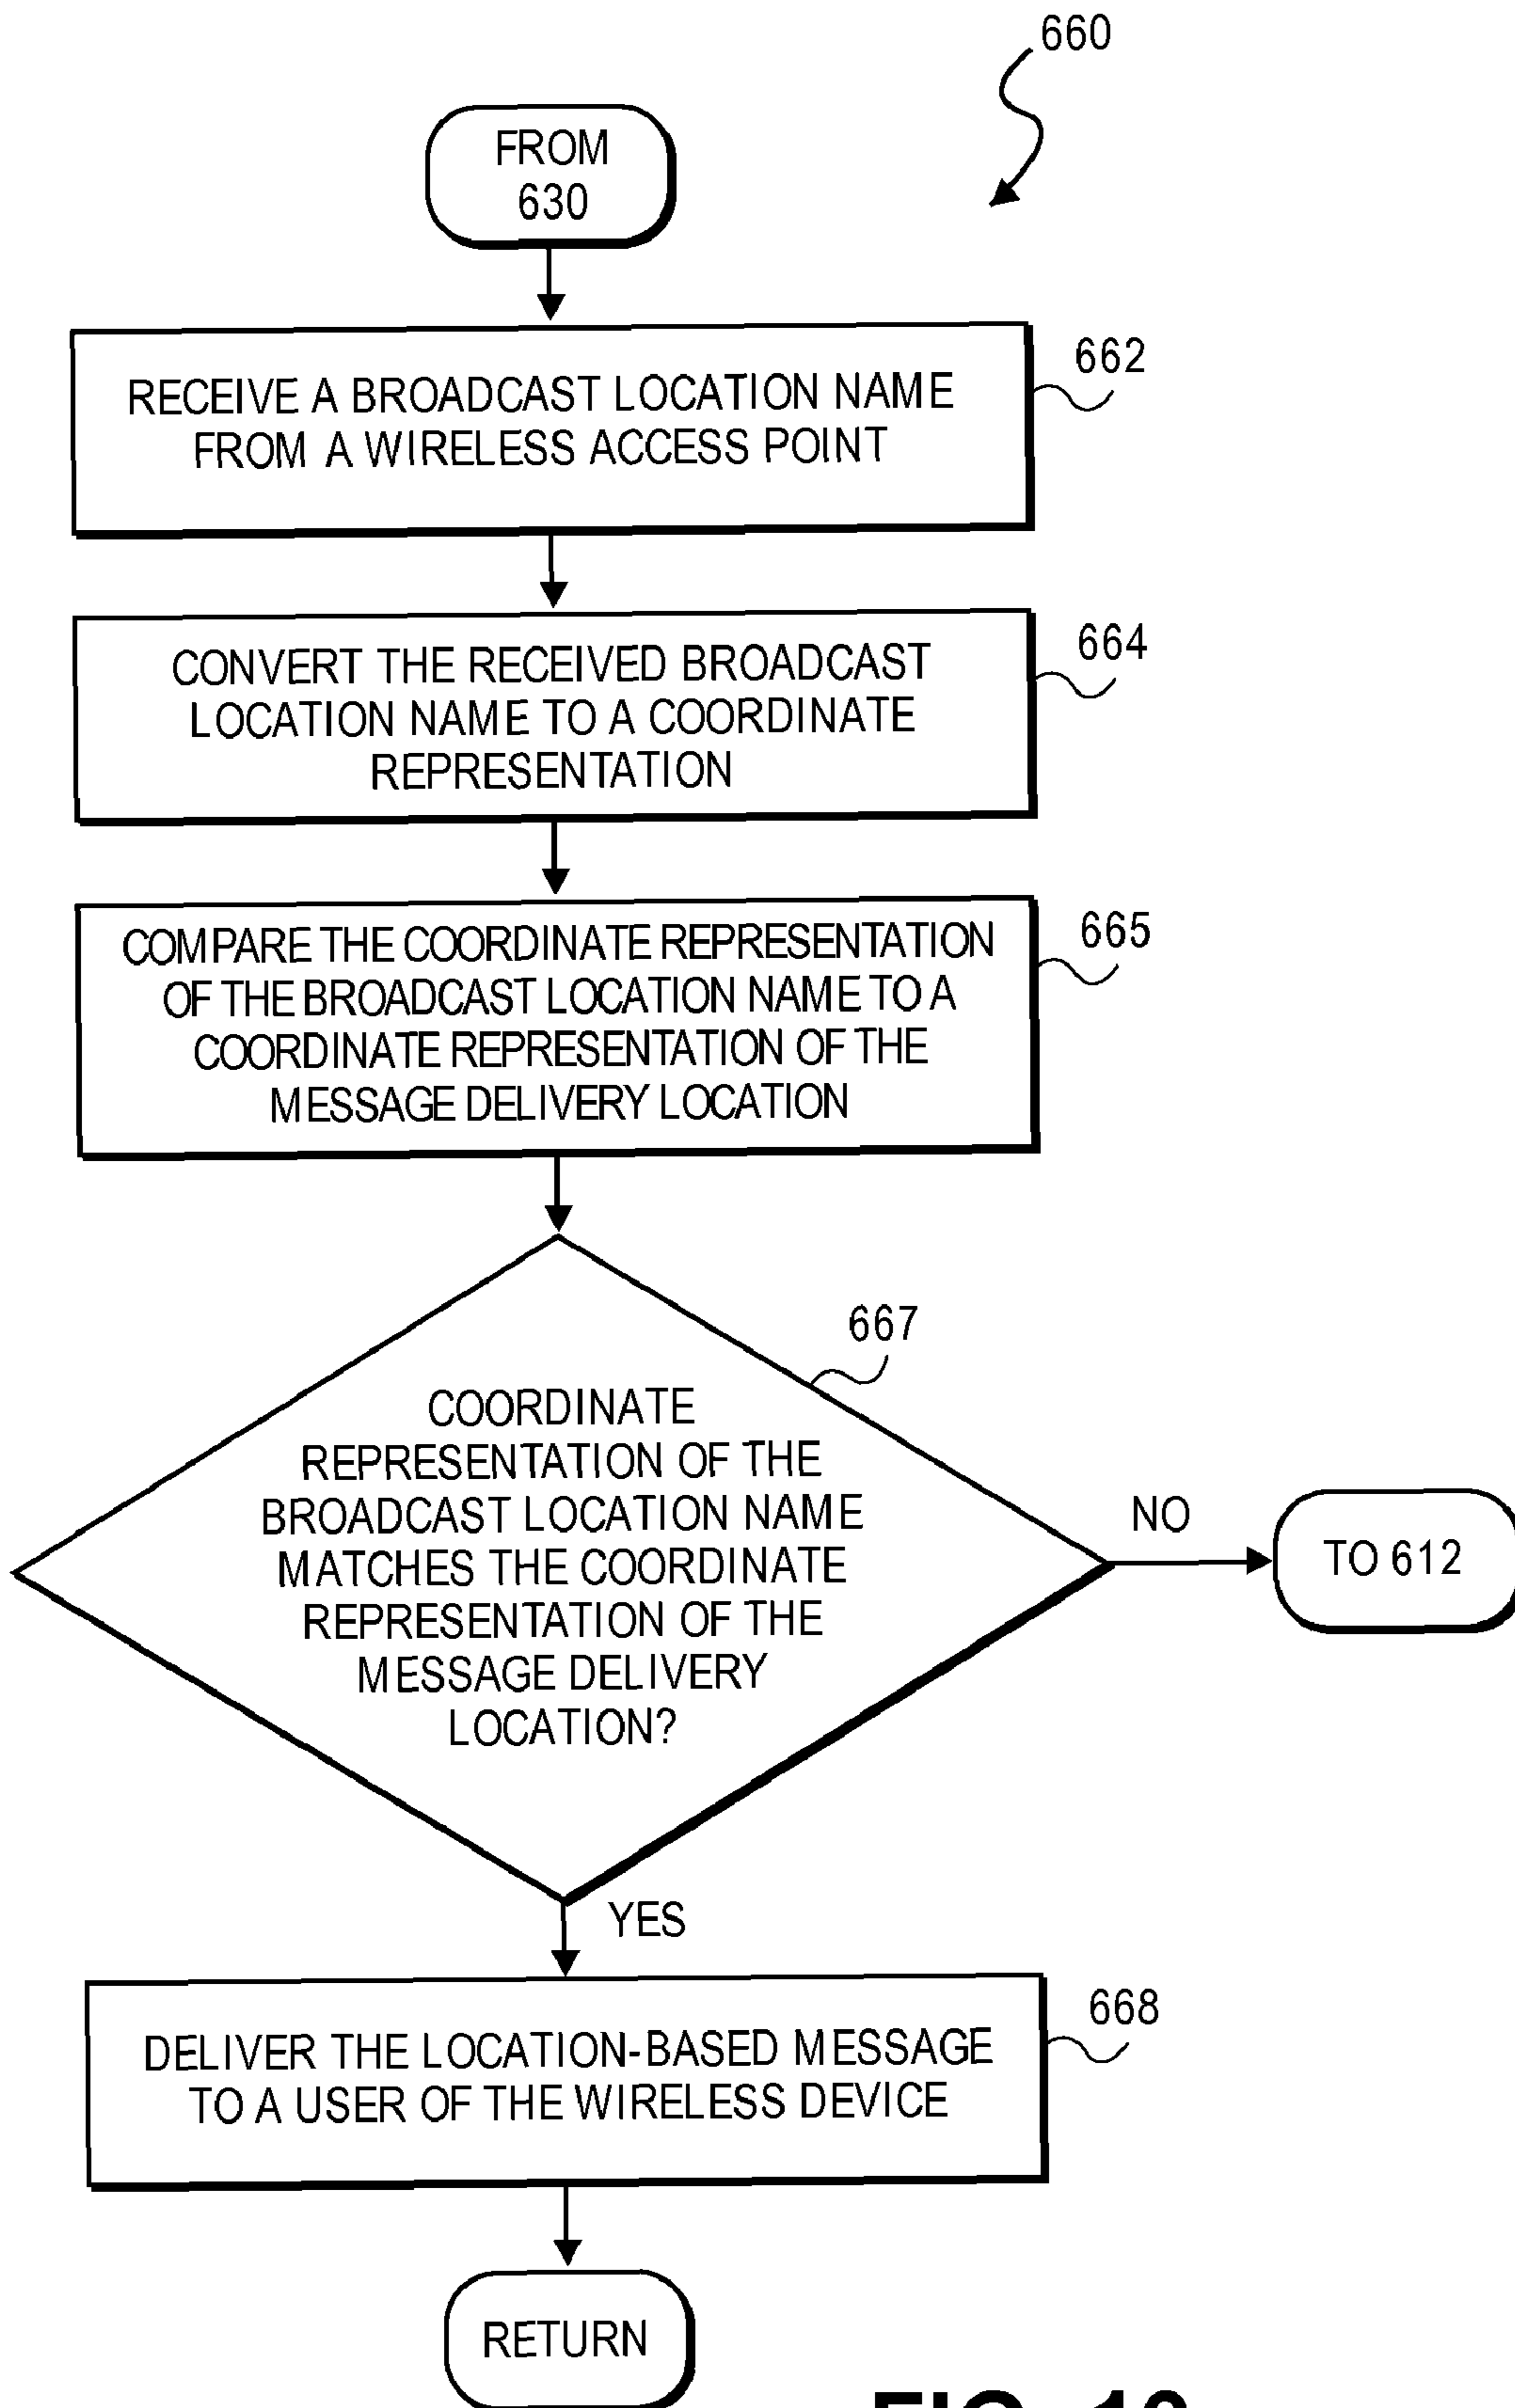 660
FROM
630
RECEIVE A BROADCAST LOCATION NAME
FROM A WIRELESS ACCESS POINT
662
CONVERT THE RECEIVED BROADCAST
LOCATION NAME TO A COORDINATE
REPRESENTATION
664
COMPARE THE COORDINATE REPRESENTATION
OF THE BROADCAST LOCATION NAME TO A
COORDINATE REPRESENTATION OF THE
MESSAGE DELIVERY LOCATION
665
667
COORDINATE
REPRESENTATION OF THE
BROADCAST LOCATION NAME
MATCHES THE COORDINATE
REPRESENTATION OF THE
MESSAGE DELIVERY
LOCATION?
NO
TO 612
YES
DELIVER THE LOCATION-BASED MESSAGE
TO A USER OF THE WIRELESS DEVICE
668
RETURN